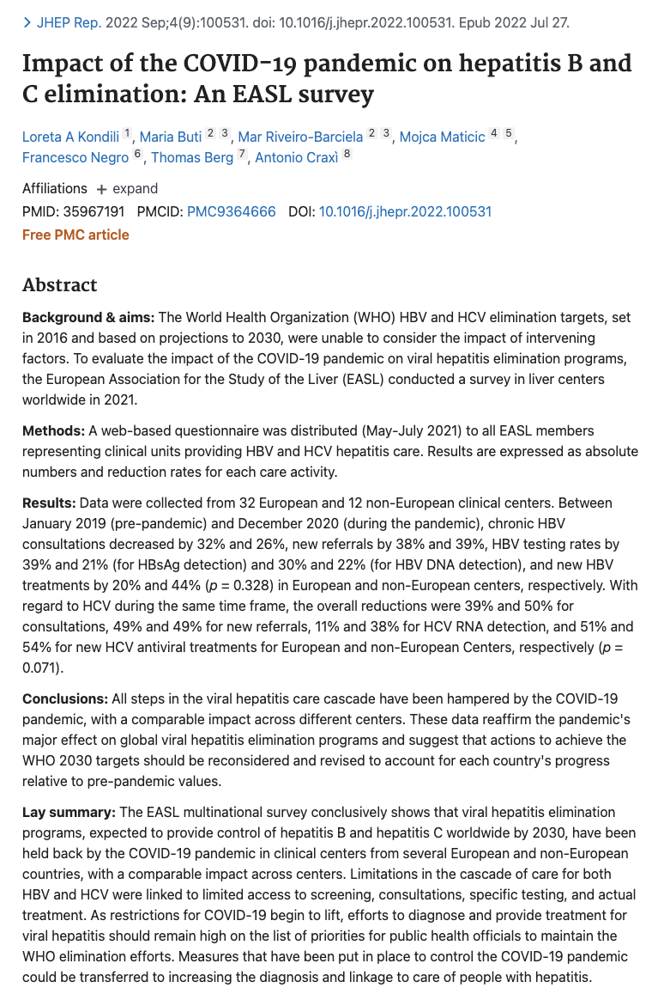 > JHEP Rep. 2022 Sep;4(9):100531. doi: 10.1016/j.jhepr.2022.100531. Epub 2022 Jul 27.
Impact of the COVID-19 pandemic on hepatitis B and
C elimination: An EASL survey
Loreta A Kondili 1, Maria Buti 2 3, Mar Riveiro-Barciela 2 3, Mojca Maticic 4 5,
Francesco Negro 6, Thomas Berg 7, Antonio Craxì 8
Affiliations + expand
PMID: 35967191 PMCID: PMC9364666 DOI: 10.1016/j.jhepr.2022.100531
Free PMC article
Abstract
Background & aims: The World Health Organization (WHO) HBV and HCV elimination targets, set
in 2016 and based on projections to 2030, were unable to consider the impact of intervening
factors. To evaluate the impact of the COVID-19 pandemic on viral hepatitis elimination programs,
the European Association for the Study of the Liver (EASL) conducted a survey in liver centers
worldwide in 2021.
Methods: A web-based questionnaire was distributed (May-July 2021) to all EASL members
representing clinical units providing HBV and HCV hepatitis care. Results are expressed as absolute
numbers and reduction rates for each care activity.
Results: Data were collected from 32 European and 12 non-European clinical centers. Between
January 2019 (pre-pandemic) and December 2020 (during the pandemic), chronic HBV
consultations decreased by 32% and 26%, new referrals by 38% and 39%, HBV testing rates by
39% and 21% (for HBsAg detection) and 30% and 22% (for HBV DNA detection), and new HBV
treatments by 20% and 44% (p = 0.328) in European and non-European centers, respectively. With
regard to HCV during the same time frame, the overall reductions were 39% and 50% for
consultations, 49% and 49% for new referrals, 11% and 38% for HCV RNA detection, and 51% and
54% for new HCV antiviral treatments for European and non-European Centers, respectively (p =
0.071).
Conclusions: All steps in the viral hepatitis care cascade have been hampered by the COVID-19
pandemic, with a comparable impact across different centers. These data reaffirm the pandemic's
major effect on global viral hepatitis elimination programs and suggest that actions to achieve the
WHO 2030 targets should be reconsidered and revised to account for each country's progress
relative to pre-pandemic values.
Lay summary: The EASL multinational survey conclusively shows that viral hepatitis elimination
programs, expected to provide control of hepatitis B and hepatitis C worldwide by 2030, have been
held back by the COVID-19 pandemic in clinical centers from several European and non-European
countries, with a comparable impact across centers. Limitations in the cascade of care for both
HBV and HCV were linked to limited access to screening, consultations, specific testing, and actual
treatment. As restrictions for COVID-19 begin to lift, efforts to diagnose and provide treatment for
viral hepatitis should remain high on the list of priorities for public health officials to maintain the
WHO elimination efforts. Measures that have been put in place to control the COVID-19 pandemic
could be transferred to increasing the diagnosis and linkage to care of people with hepatitis.